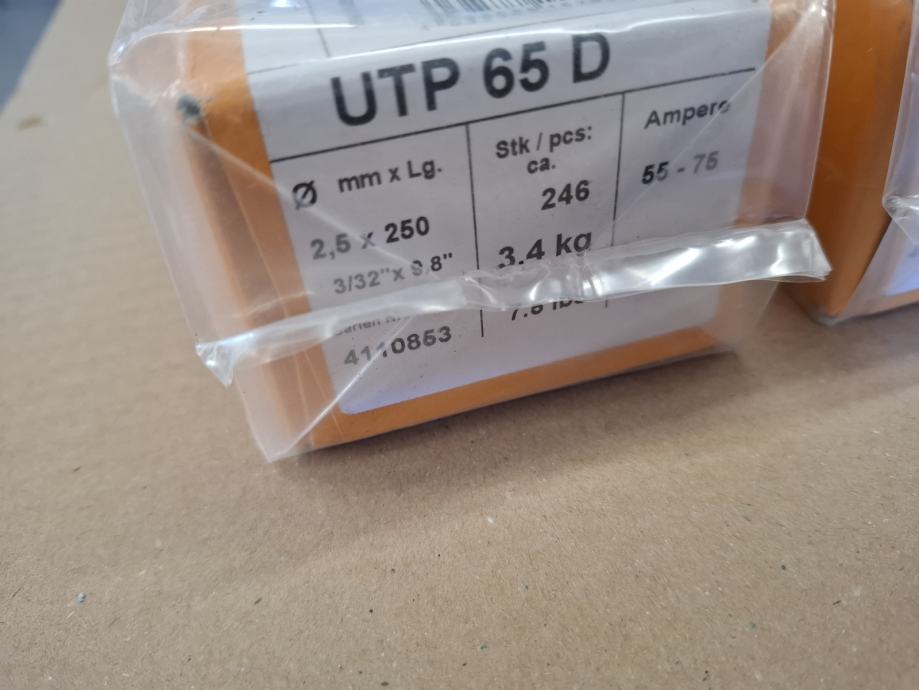 UTP 65 D
Ø mm x Lg.
2,5 x 250
3/32"x 9,8"
4110853
Stk / pcs:
ca.
246
3.4 kg
Ampere
55 - 75